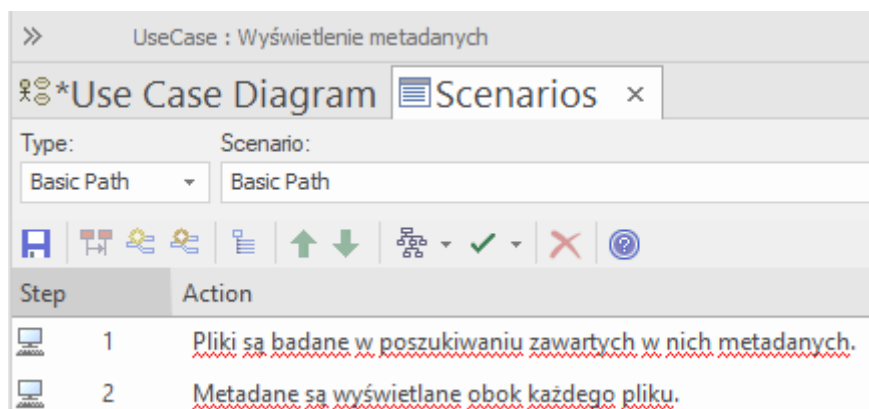 UseCase : Wyświetlenie metadanych
*Use Case Diagram Scenarios
Type: Scenario:
Basic Path Basic Path
Step Action
1 Pliki są badane w poszukiwaniu zawartych w nich metadanych.
2 Metadane są wyświetlane obok każdego pliku.